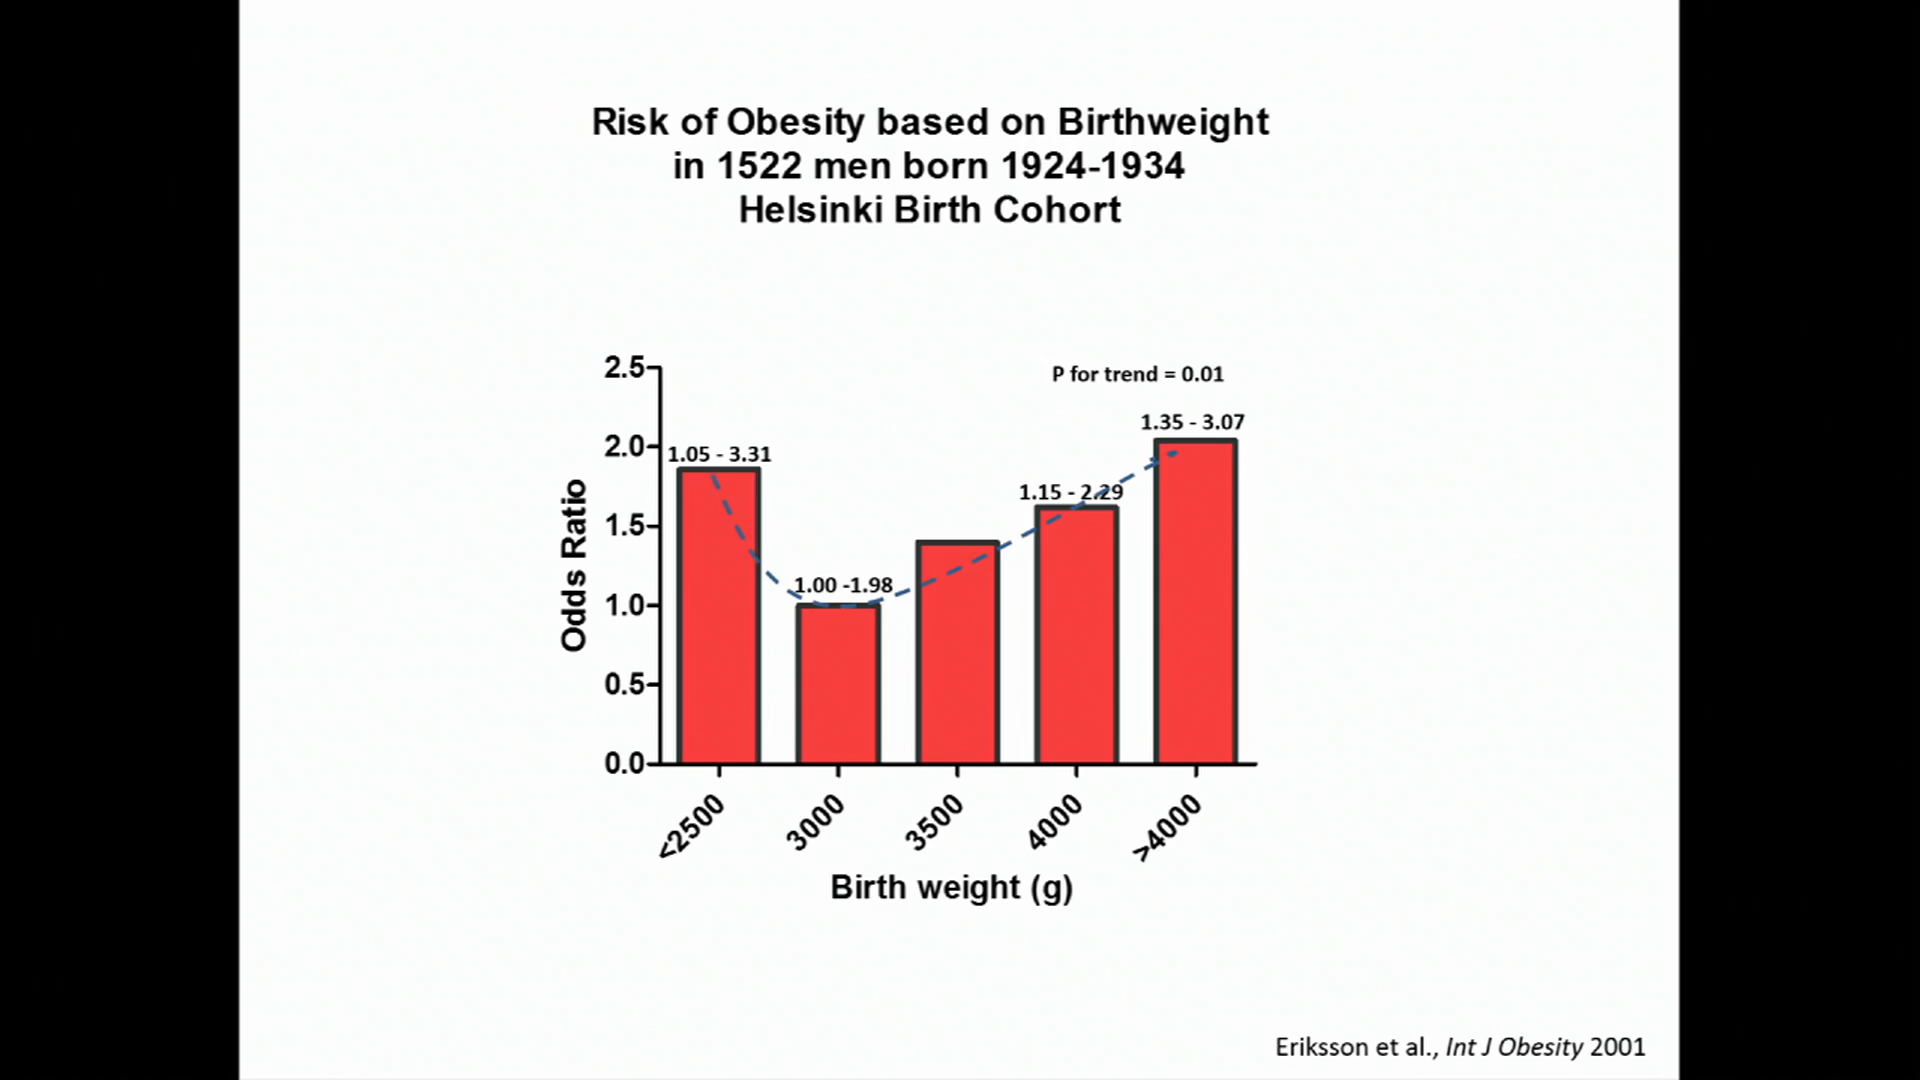 Risk of Obesity based on Birthweight
in 1522 men born 1924-1934
Helsinki Birth Cohort
P for trend = 0.01
2.5
2.0
1.5
1.0
0.5
0.0
Odds Ratio
1.05 - 3.31
1.00 -1.98
1.15 - 2.29
1.35 - 3.07
<2500
3000
3500
4000
>4000
Birth weight (g)
Eriksson et al., Int J Obesity 2001